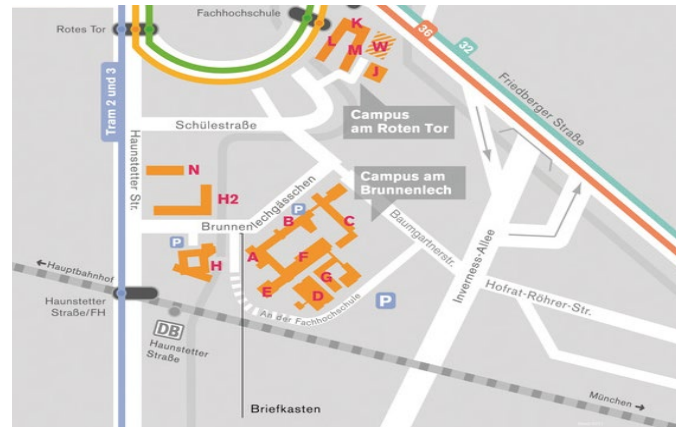 Fachhochschule
Rotes Tor
K
L
M
W
J
36
32
Friedberger Straße
Tram 2 und 3
Haunstetter Str.
Schülestraße
Campus
am Roten Tor
Campus am
Brunnenlech
N
H2
Brunnenlechgässchen
P
B
C
Baumgartnerstr.
P
H
A
F
G
E
D
P
Inverness-Allee
Hauptbahnhof
Hofrat-Röhrer-Str.
Haunstetter
Straße/FH
An der Fachhochschule
DB
Haunstetter
Straße
München
Briefkasten